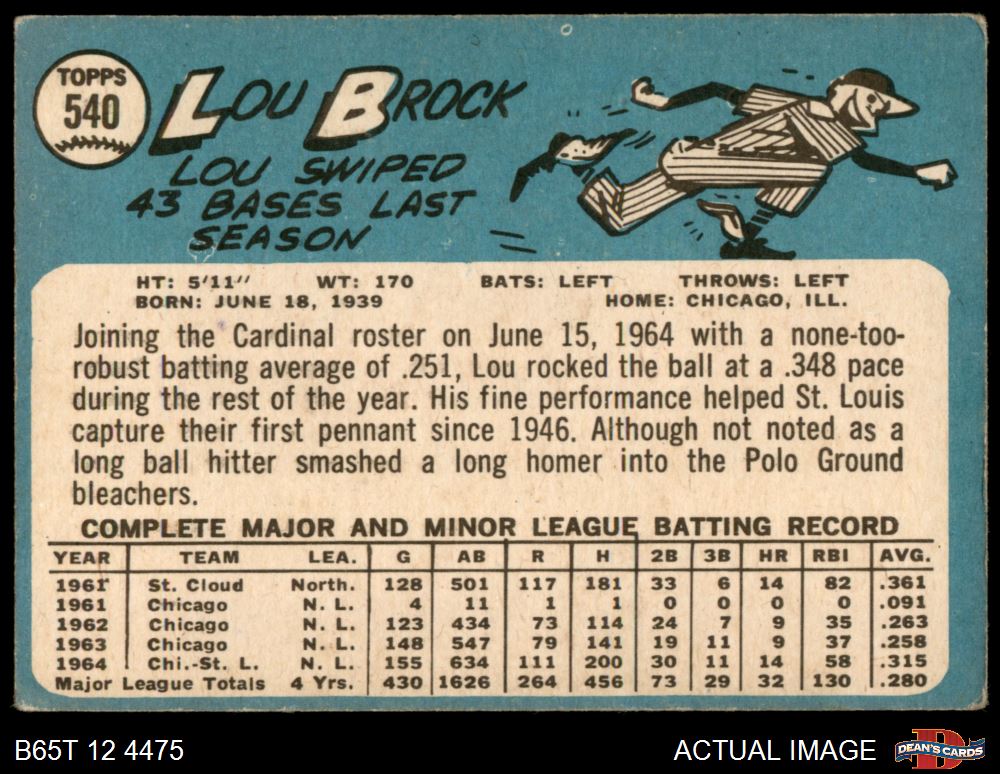 TOPPS
540
LOU BROCK
LOU SWIPED
43 BASES LAST
SEASON
HT: 5'11" WT: 170 BATS: LEFT THROWS: LEFT
BORN: JUNE 18, 1939 HOME: CHICAGO, ILL.
Joining the Cardinal roster on June 15, 1964 with a none-too-
robust batting average of .251, Lou rocked the ball at a .348 pace
during the rest of the year. His fine performance helped St. Louis
capture their first pennant since 1946. Although not noted as a
long ball hitter smashed a long homer into the Polo Ground
bleachers.
COMPLETE MAJOR AND MINOR LEAGUE BATTING RECORD
YEAR TEAM LEA. G AB R H 2B 3B HR RBI AVG.
1961 St. Cloud North. 128 501 117 181 33 6 14 82 .361
1961 Chicago N. L. 4 11 1 1 0 0 0 0 .091
1962 Chicago N. L. 123 434 73 114 24 7 9 35 .263
1963 Chicago N. L. 148 547 79 141 19 11 9 37 .258
1964 Chi.-St. L. N. L. 155 634 111 200 30 11 14 58 .315
Major League Totals 4 Yrs. 430 1626 264 456 73 29 32 130 .280
B65T 12 4475 ACTUAL IMAGE DEAN'S CARDS